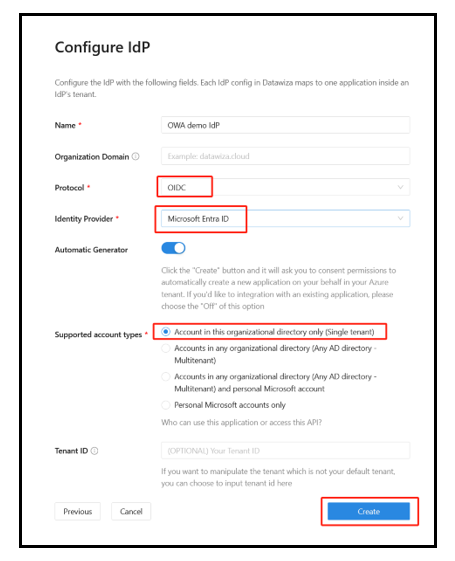 Configure IdP
Configure the IdP with the following fields. Each IdP config in Datawiza maps to one application inside an
IdP's tenant.
Name *
OWA demo IdP
Organization Domain
Example: datawiza.cloud
Protocol *
OIDC
Identity Provider *
Microsoft Entra ID
Automatic Generator
Click the "Create" button and it will ask you to consent permissions to
automatically create a new application on your behalf in your Azure
tenant. If you'd like to integration with an existing application, please
choose the "Off" of this option
Supported account types *
Account in this organizational directory only (Single tenant)
Accounts in any organizational directory (Any AD directory -
Multitenant)
Accounts in any organizational directory (Any AD directory -
Multitenant) and personal Microsoft account
Personal Microsoft accounts only
Who can use this application or access this API?
Tenant ID
(OPTIONAL) Your Tenant ID
If you want to manipulate the tenant which is not your default tenant,
you can choose to input tenant id here
Previous
Cancel
Create